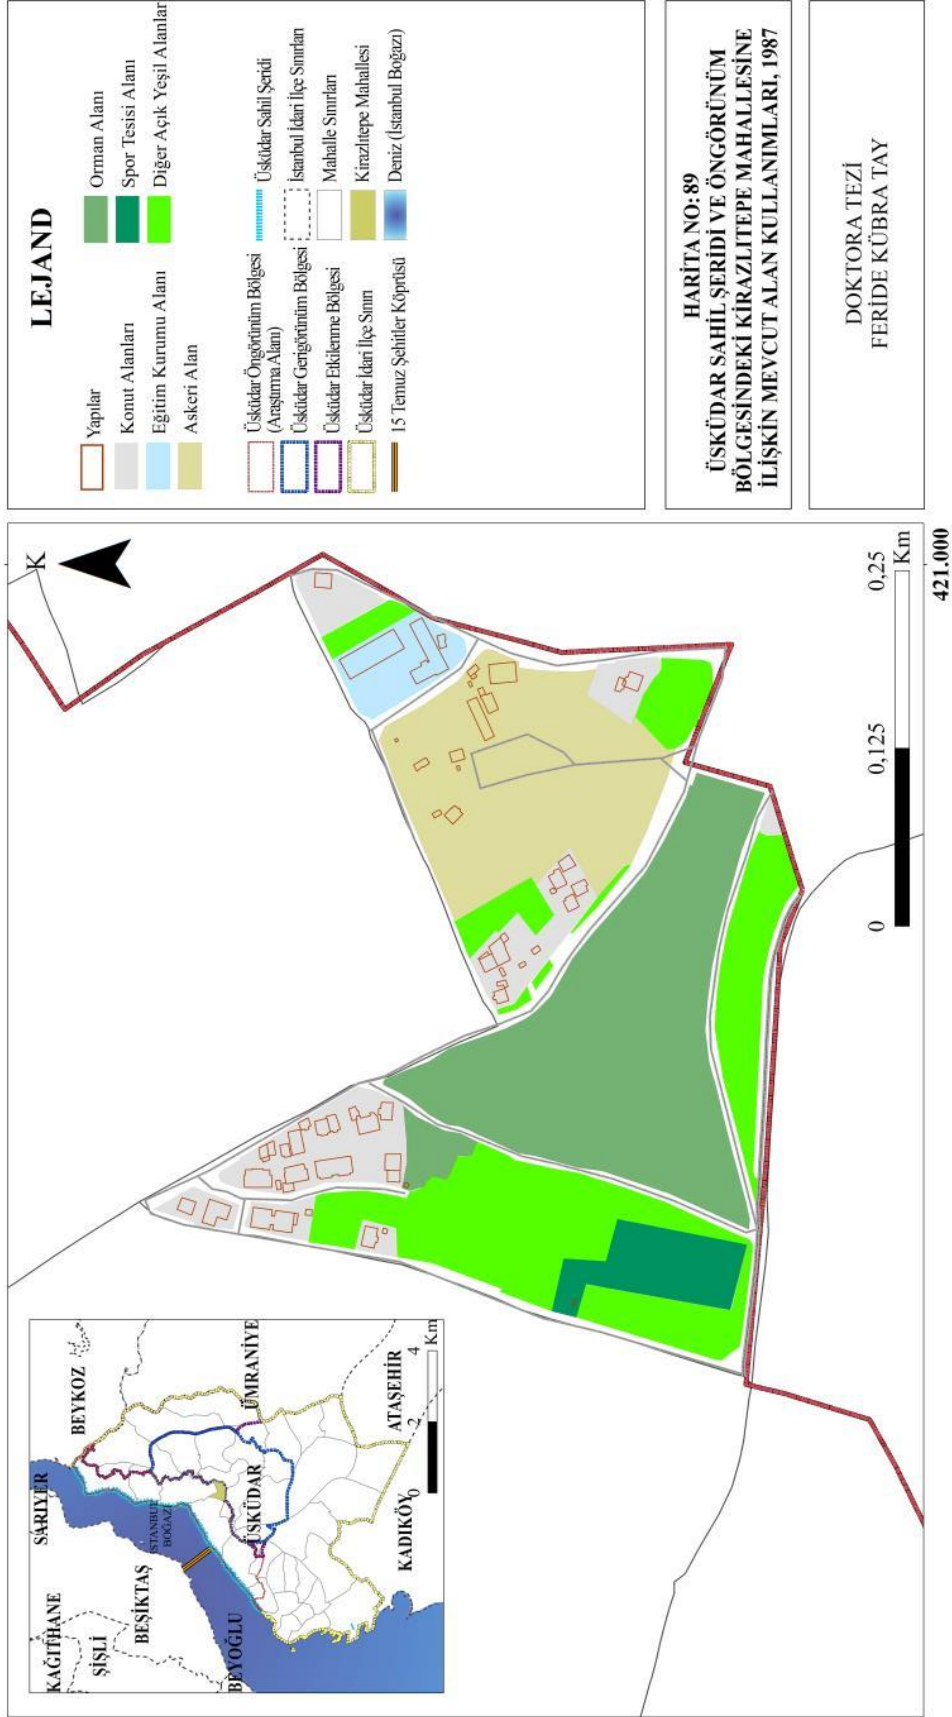 K
SARIYER
BEYKOZ
KAĞITHANE
ŞİŞLİ
BEŞİKTAŞ
İSTANBUL
BOĞAZI
BEYOĞLU
ÜSKÜDAR
ÜMRANİYE
ATAŞEHİR
KADIKÖY
0
2
4
Km
0
0,125
0,25
Km
421.000
LEJAND
Yapılar
Konut Alanları
Eğitim Kurumu Alanı
Askeri Alan
Orman Alanı
Spor Tesisi Alanı
Diğer Açık Yeşil Alanlar
Üsküdar Öngörünüm Bölgesi
(Araştırma Alanı)
Üsküdar Gerigörünüm Bölgesi
Üsküdar Etkilenme Bölgesi
Üsküdar İdari İlçe Sınırı
15 Temuz Şehitler Köprüsü
Üsküdar Sahil Şeridi
İstanbul İdari İlçe Sınırları
Mahalle Sınırları
Kirazlıtepe Mahallesi
Deniz (İstanbul Boğazı)
HARİTA NO: 89
ÜSKÜDAR SAHİL ŞERİDİ VE ÖNGÖRÜNÜM
BÖLGESİNDEKİ KİRAZLITEPE MAHALLESİNE
İLİŞKİN MEVCUT ALAN KULLANIMLARI, 1987
DOKTORA TEZİ
FERİDE KÜBRA TAY